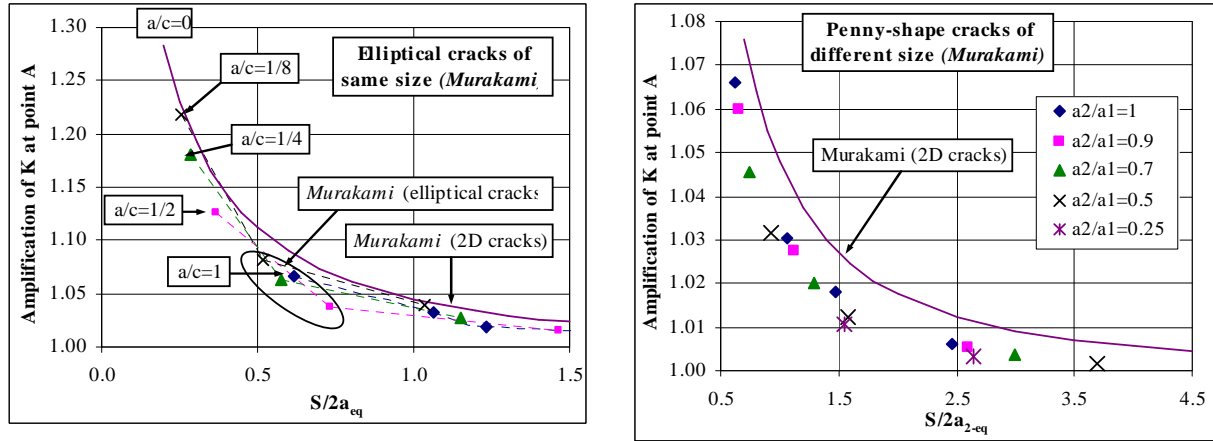 a/c=0
1.30
1.25
1.20
1.15
1.10
1.05
1.00
Amplification of K at point A
Elliptical cracks of
same size (Murakami
a/c=1/8
a/c=1/4
a/c=1/2
a/c=1
Murakami (elliptical cracks
Murakami (2D cracks)
0.0 0.5 1.0 1.5
S/2aeq
1.08
1.07
1.06
1.05
1.04
1.03
1.02
1.01
1.00
Amplification of K at point A
Penny-shape cracks of
different size (Murakami)
Murakami (2D cracks)
a2/a1=1
a2/a1=0.9
a2/a1=0.7
a2/a1=0.5
a2/a1=0.25
0.5 1.5 2.5 3.5 4.5
S/2a2-eq